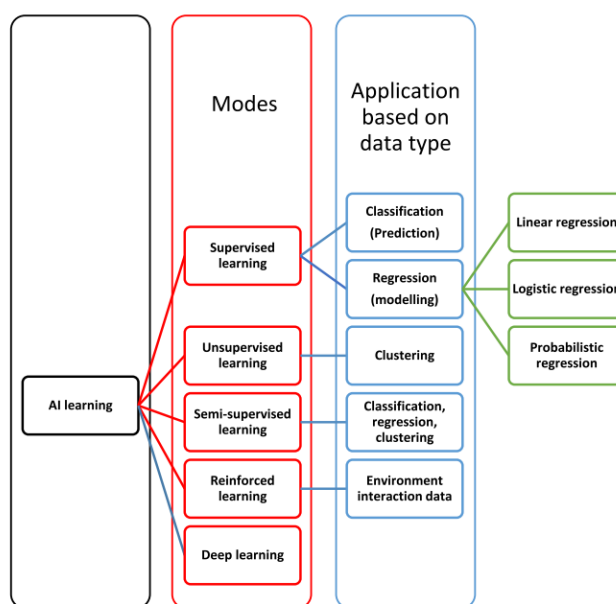 Modes
Application
based on
data type
Classification
(Prediction)
Linear regression
Supervised
learning
Regression
(modelling)
Logistic regression
Unsupervised
learning
Clustering
Probabilistic
regression
AI learning
Semi-supervised
learning
Classification,
regression,
clustering
Reinforced
learning
Environment
interaction data
Deep learning